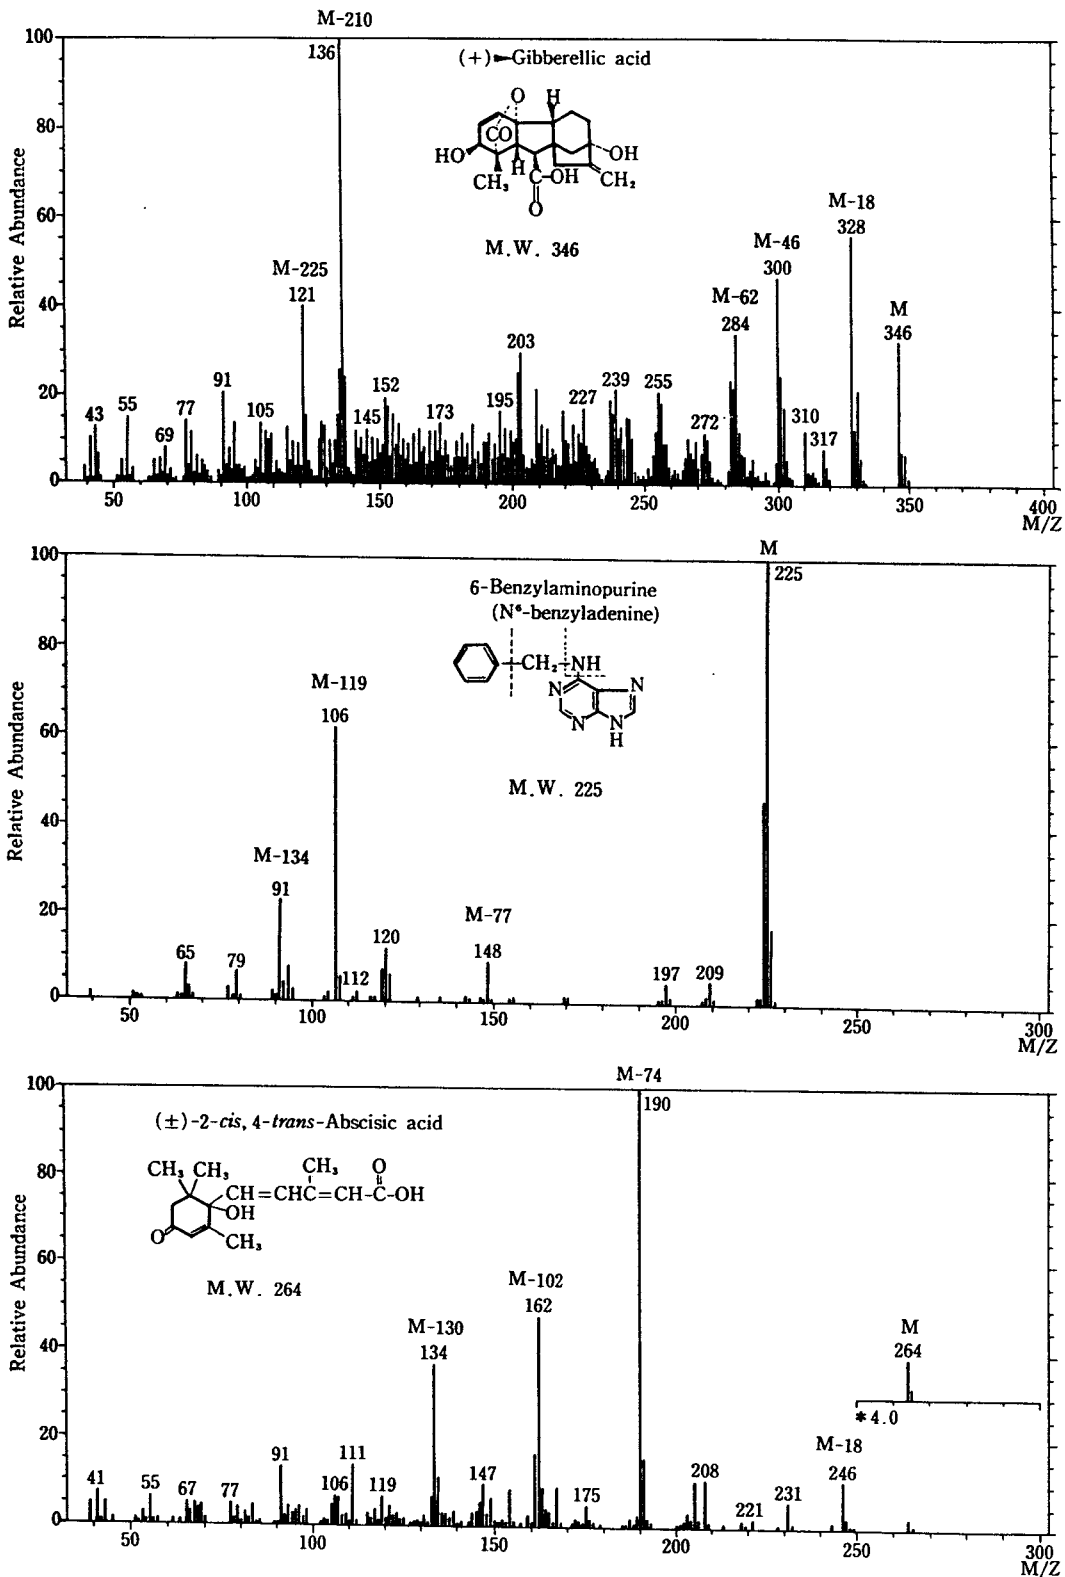 M-210
100
136
(+)-Gibberellic acid
O
H
CO
HO
OH
H
CH₃
C-OH
CH₂
O
M.W. 346
80
60
40
20
0
Relative Abundance
M-225
121
M-62
284
M-46
300
M-18
328
M
346
43
55
69
77
91
105
145
152
173
195
203
227
239
255
272
310
317
50
100
150
200
250
300
350
400
M/Z
100
M
225
6-Benzylaminopurine
(N⁶-benzyladenine)
CH₂-NH
N
N
N
N
H
M.W. 225
80
60
40
20
0
Relative Abundance
M-119
106
M-134
91
M-77
148
65
79
112
120
197
209
50
100
150
200
250
300
M/Z
M-74
100
190
(±)-2-cis, 4-trans-Abscisic acid
CH₃
CH₃
CH₃
O
CH=CHC=CH-C-OH
OH
O
CH₃
M.W. 264
80
60
40
20
0
Relative Abundance
M-130
134
M-102
162
M
264
*4.0
M-18
246
41
55
67
77
91
106
111
119
147
175
208
221
231
50
100
150
200
250
300
M/Z